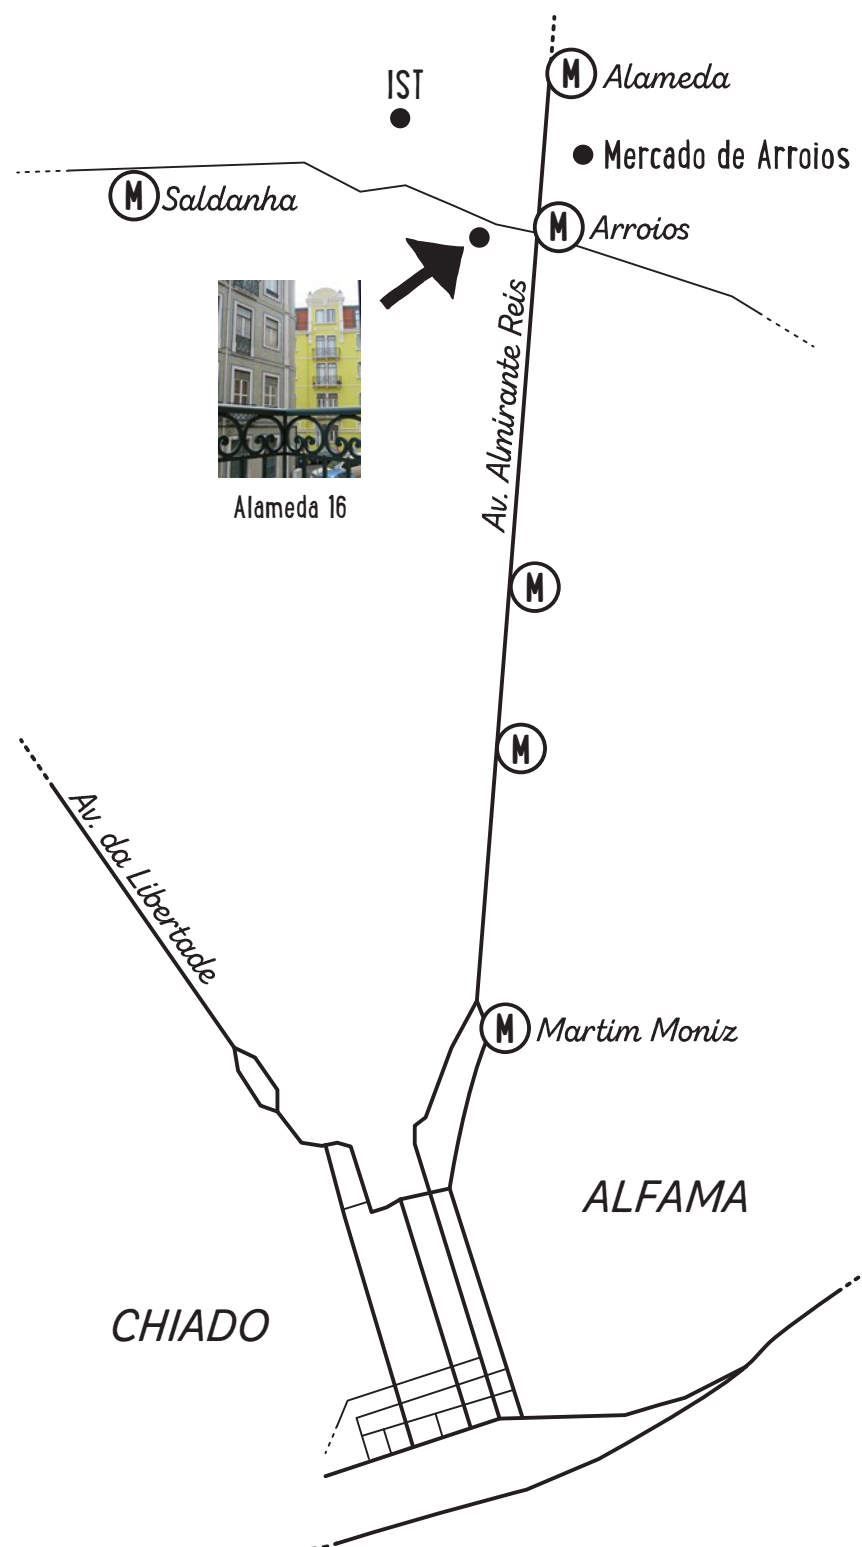 M Alameda
IST
Mercado de Arroios
M Saldanha
M Arroios
Av. Almirante Reis
Alameda 16
M
M
Av. da Libertade
M Martim Moniz
ALFAMA
CHIADO